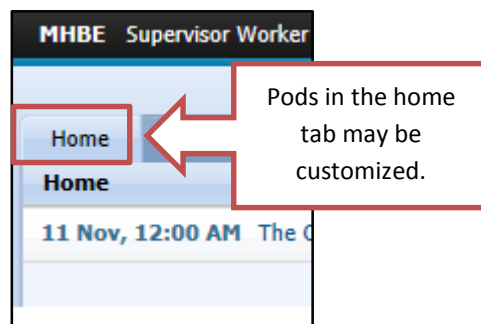 MHBE Supervisor Worker
Pods in the home
tab may be
customized.
Home
Home
11 Nov, 12:00 AM The